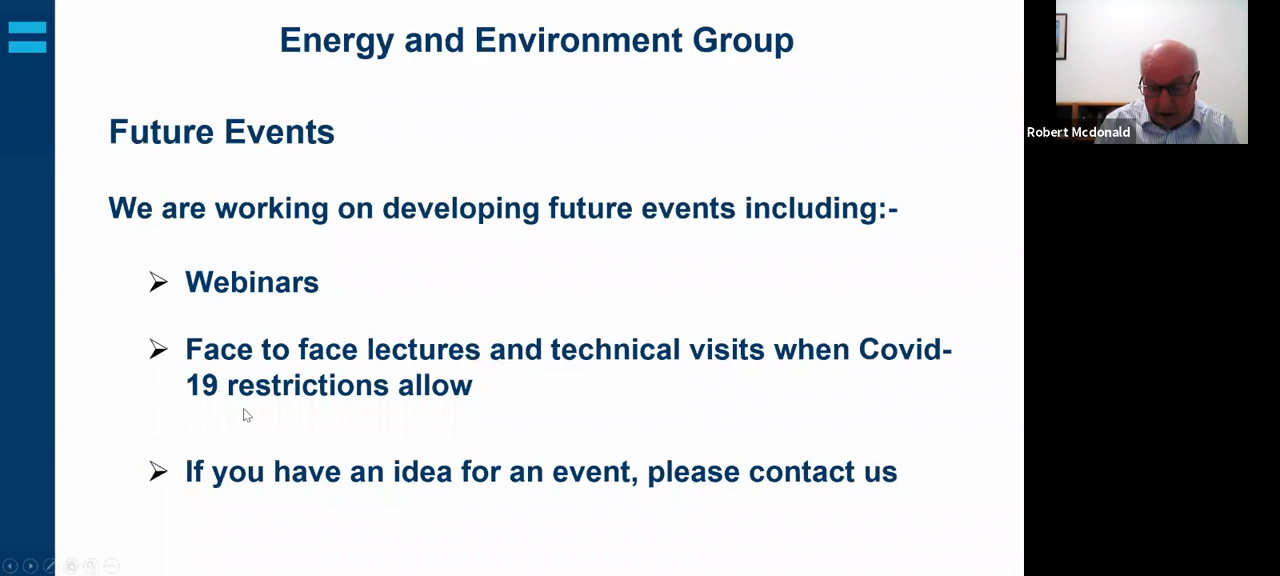 Energy and Environment Group
Future Events
We are working on developing future events including:-
Webinars
Face to face lectures and technical visits when Covid-
19 restrictions allow
If you have an idea for an event, please contact us
Robert Mcdonald